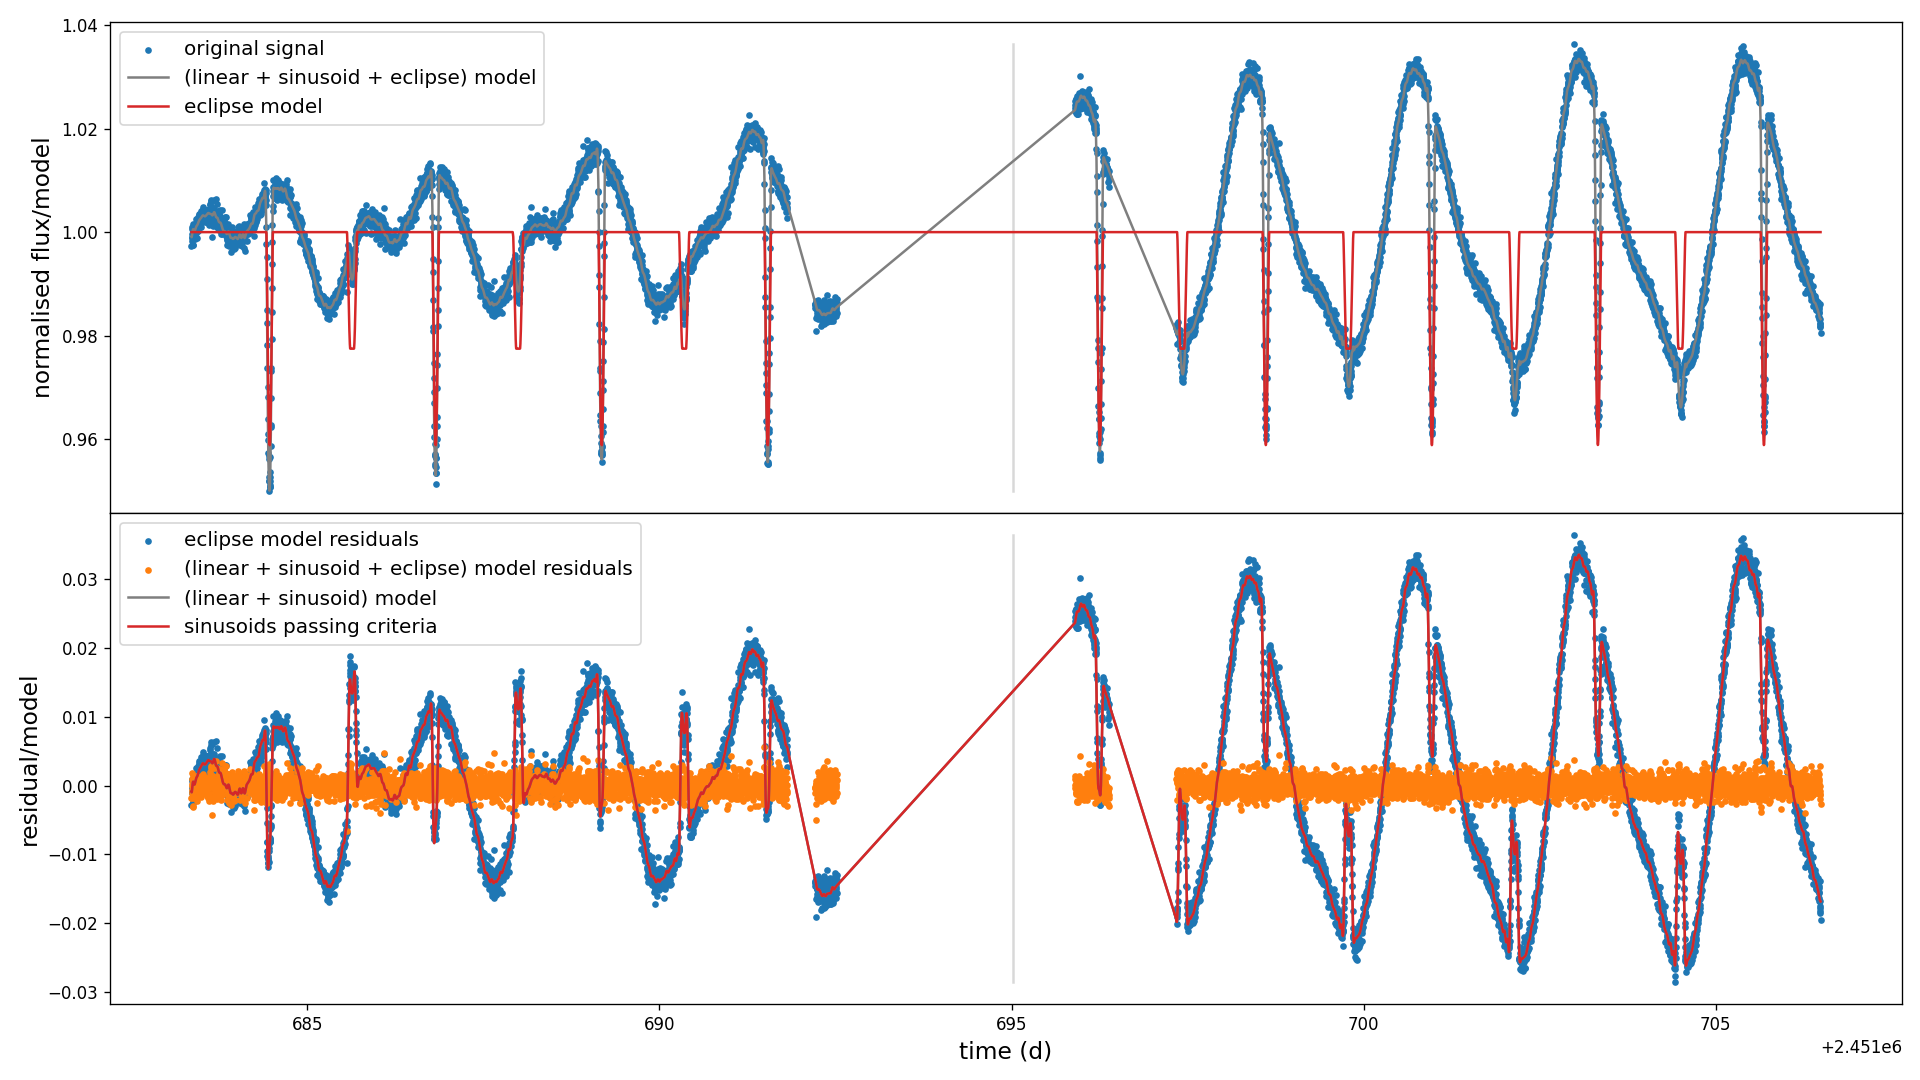 1.04
1.02
1.00
0.98
0.96
normalised flux/model
original signal
(linear + sinusoid + eclipse) model
eclipse model
0.03
0.02
0.01
0.00
−0.01
−0.02
−0.03
residual/model
eclipse model residuals
(linear + sinusoid + eclipse) model residuals
(linear + sinusoid) model
sinusoids passing criteria
685 690 695 700 705
time (d)
+2.451e6